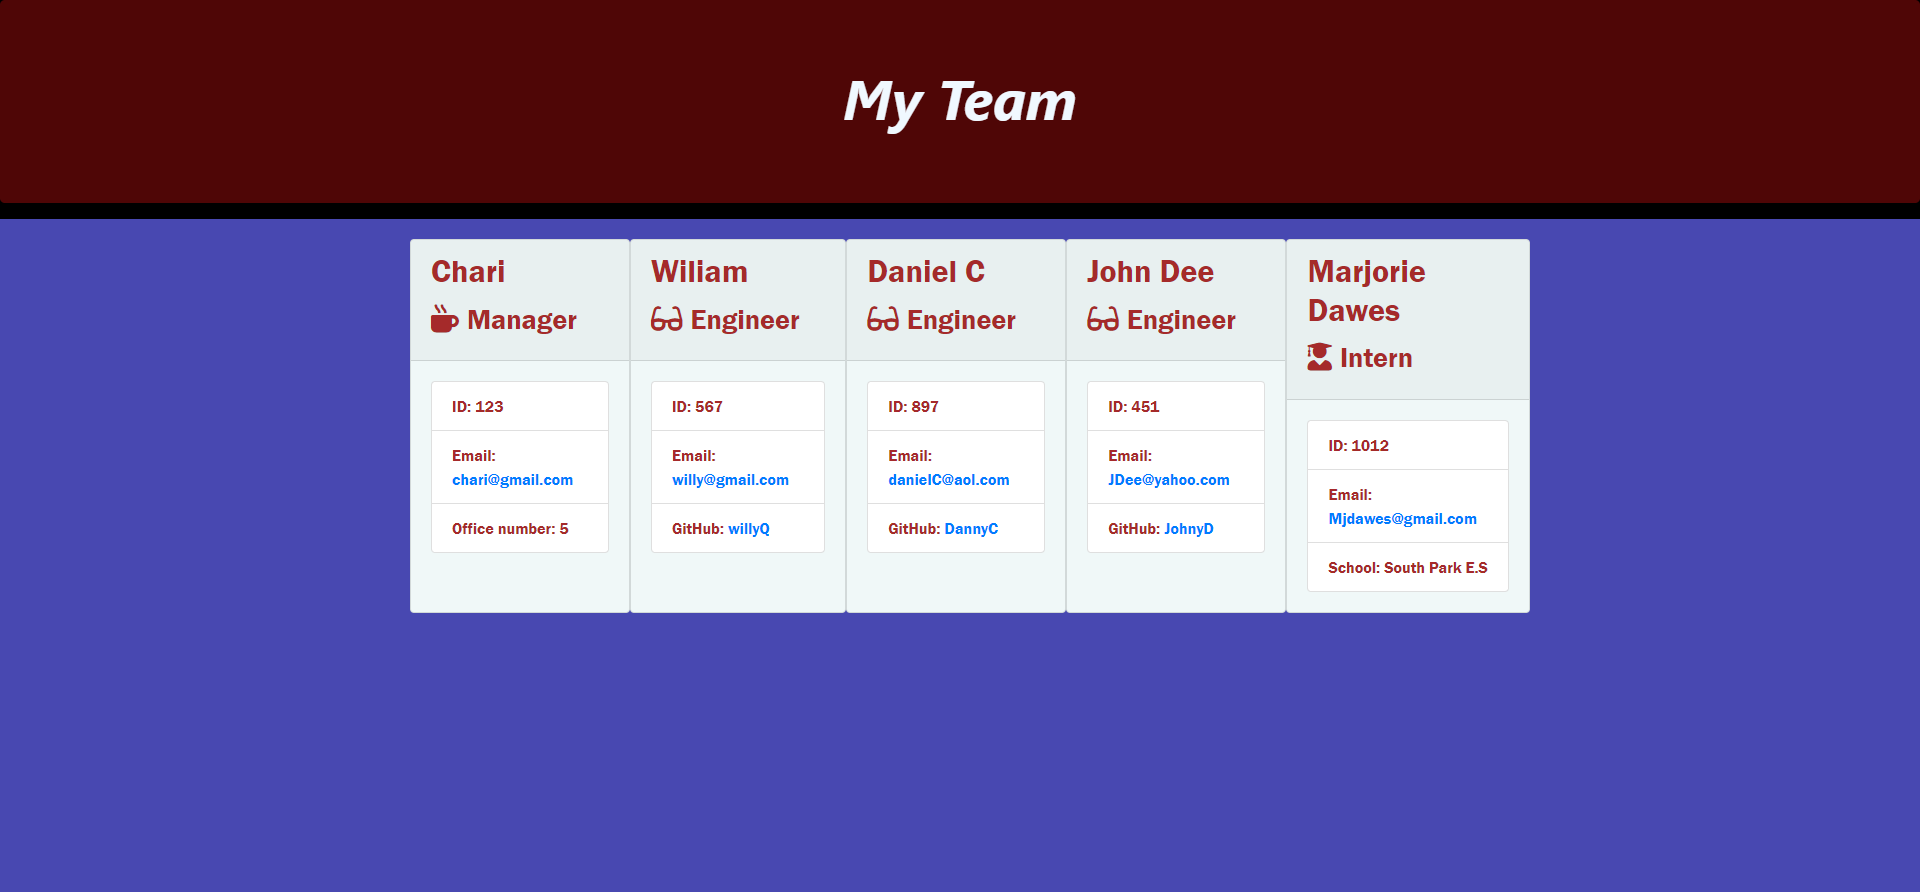 My Team
Chari
Manager
ID: 123
Email:
chari@gmail.com
Office number: 5
Wiliam
Engineer
ID: 567
Email:
willy@gmail.com
GitHub: willyQ
Daniel C
Engineer
ID: 897
Email:
danielC@aol.com
GitHub: DannyC
John Dee
Engineer
ID: 451
Email:
JDee@yahoo.com
GitHub: JohnyD
Marjorie
Dawes
Intern
ID: 1012
Email:
Mjdawes@gmail.com
School: South Park E.S